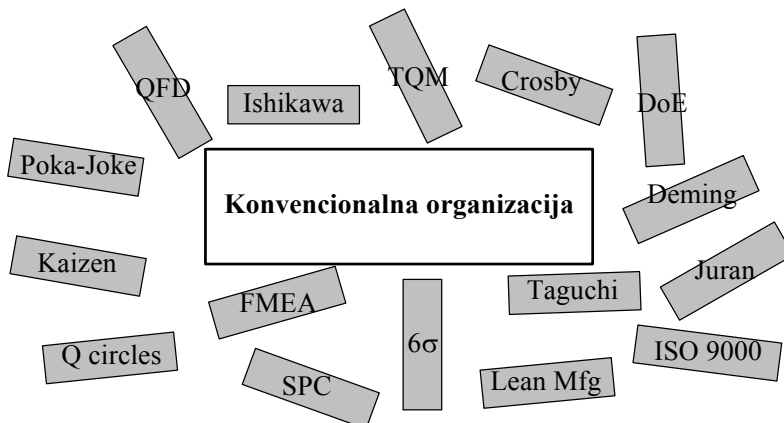 QFD
Ishikawa
TQM
Crosby
DoE
Poka-Joke
Konvencionalna organizacija
Deming
Kaizen
FMEA
Taguchi
Juran
Q circles
SPC
6σ
Lean Mfg
ISO 9000